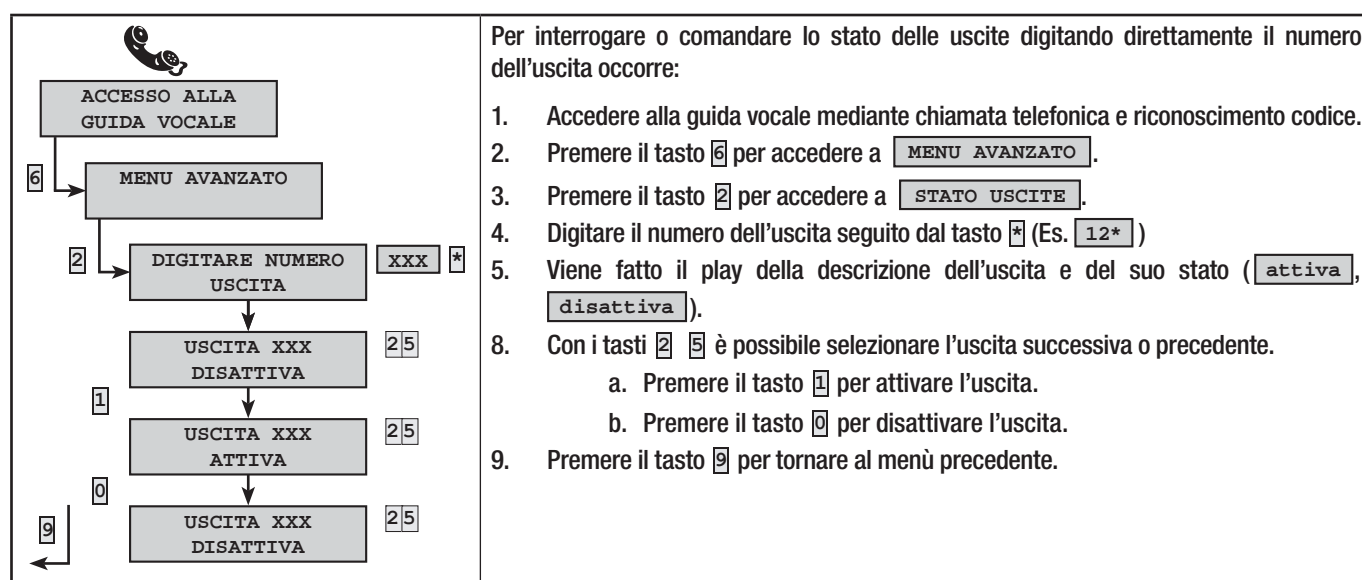 ACCESSO ALLA
GUIDA VOCALE
6
MENU AVANZATO
2
DIGITARE NUMERO
USCITA
XXX *
USCITA XXX
DISATTIVA
2 5
1
USCITA XXX
ATTIVA
2 5
0
USCITA XXX
DISATTIVA
2 5
9
Per interrogare o comandare lo stato delle uscite digitando direttamente il numero
dell'uscita occorre:
1. Accedere alla guida vocale mediante chiamata telefonica e riconoscimento codice.
2. Premere il tasto 6 per accedere a MENU AVANZATO.
3. Premere il tasto 2 per accedere a STATO USCITE.
4. Digitare il numero dell'uscita seguito dal tasto * (Es. 12* )
5. Viene fatto il play della descrizione dell'uscita e del suo stato ( attiva ,
disattiva ).
8. Con i tasti 2 5 è possibile selezionare l'uscita successiva o precedente.
a. Premere il tasto 1 per attivare l'uscita.
b. Premere il tasto 0 per disattivare l'uscita.
9. Premere il tasto 9 per tornare al menù precedente.